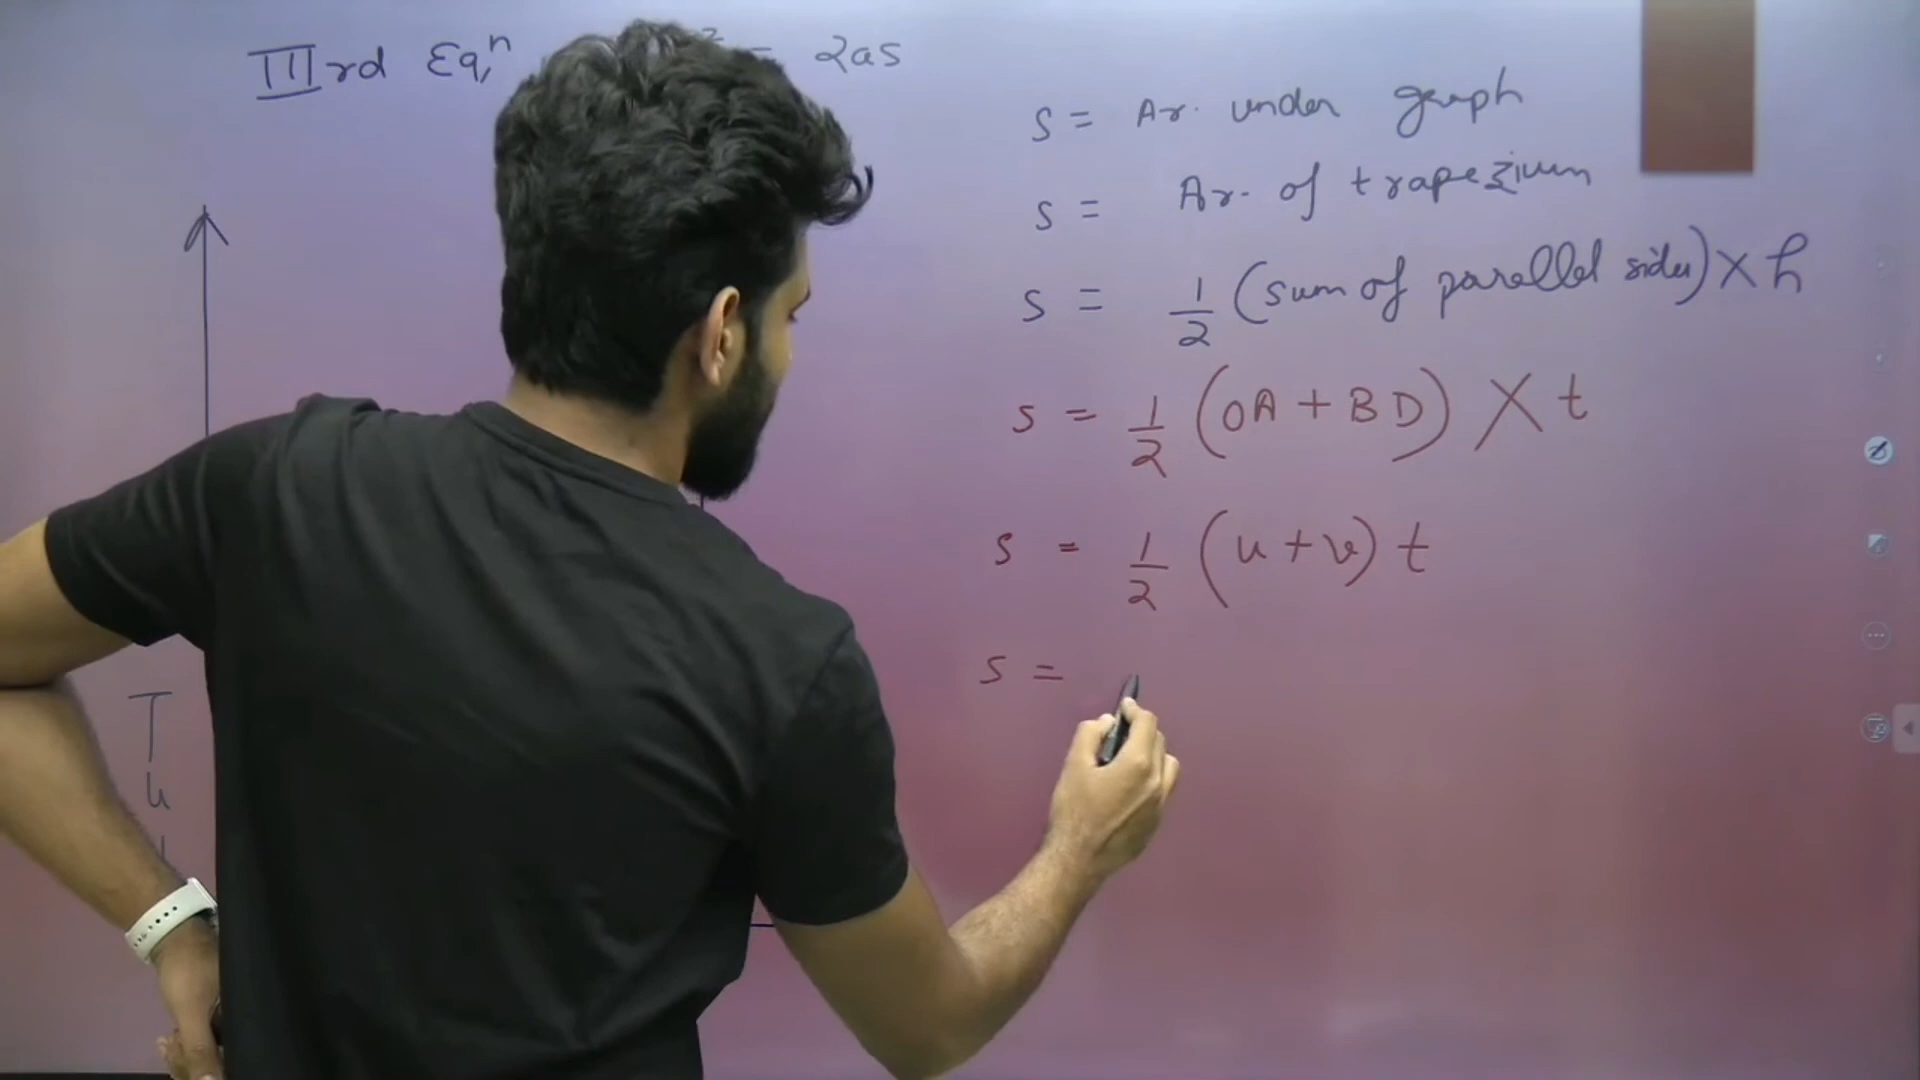 IIIrd Eqn 2 = 2as
s = Ar. under graph
s = Ar. of trapezium
s = 1/2 (sum of parallel sides) × h
s = 1/2 (OA + BD) × t
s = 1/2 (u + v) t
s =
T
u